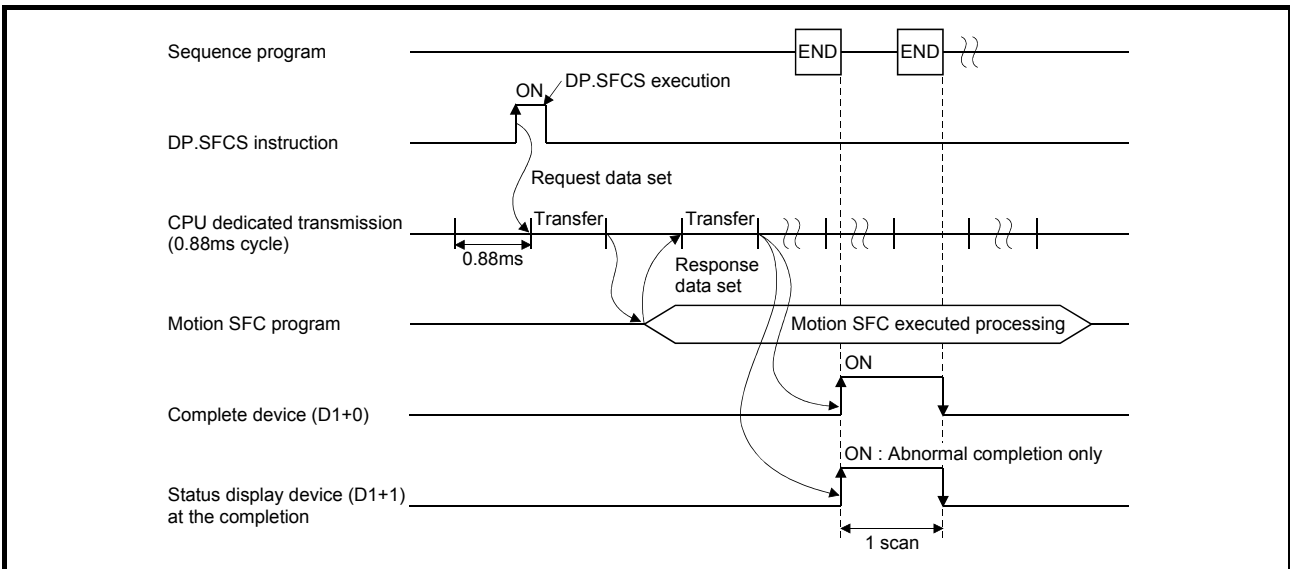 Sequence program
END
END
ON
DP.SFCS execution
DP.SFCS instruction
Request data set
CPU dedicated transmission
(0.88ms cycle)
Transfer
Transfer
0.88ms
Response
data set
Motion SFC program
Motion SFC executed processing
ON
Complete device (D1+0)
ON : Abnormal completion only
Status display device (D1+1)
at the completion
1 scan